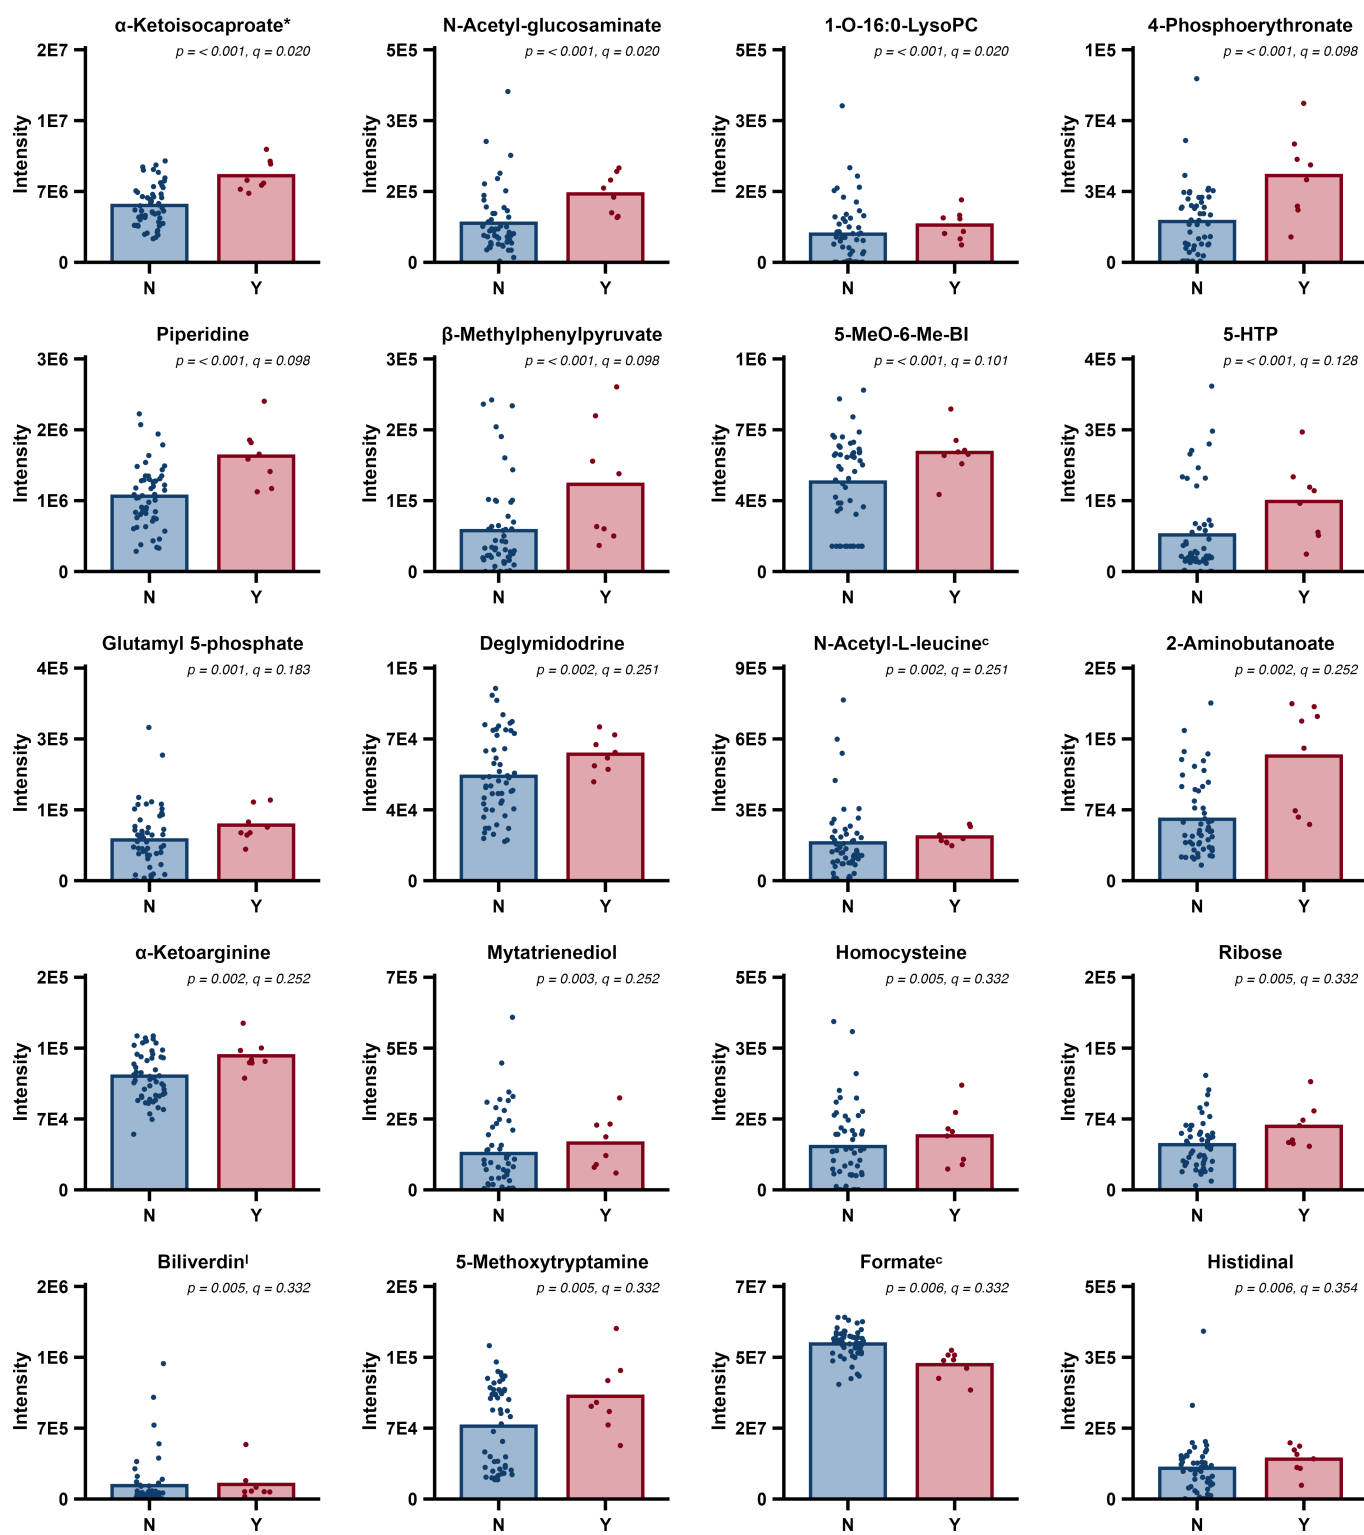 α-Ketoisocaproate*
p = < 0.001, q = 0.020
2E7
1E7
7E6
0
Intensity
N
Y
N-Acetyl-glucosaminate
p = < 0.001, q = 0.020
5E5
3E5
2E5
0
Intensity
N
Y
1-O-16:0-LysoPC
p = < 0.001, q = 0.020
5E5
3E5
2E5
0
Intensity
N
Y
4-Phosphoerythronate
p = < 0.001, q = 0.098
1E5
7E4
3E4
0
Intensity
N
Y
Piperidine
p = < 0.001, q = 0.098
3E6
2E6
1E6
0
Intensity
N
Y
β-Methylphenylpyruvate
p = < 0.001, q = 0.098
3E5
2E5
1E5
0
Intensity
N
Y
5-MeO-6-Me-BI
p = < 0.001, q = 0.101
1E6
7E5
4E5
0
Intensity
N
Y
5-HTP
p = < 0.001, q = 0.128
4E5
3E5
1E5
0
Intensity
N
Y
Glutamyl 5-phosphate
p = 0.001, q = 0.183
4E5
3E5
1E5
0
Intensity
N
Y
Deglymidodrine
p = 0.002, q = 0.251
1E5
7E4
4E4
0
Intensity
N
Y
N-Acetyl-L-leucineᶜ
p = 0.002, q = 0.251
9E5
6E5
3E5
0
Intensity
N
Y
2-Aminobutanoate
p = 0.002, q = 0.252
2E5
1E5
7E4
0
Intensity
N
Y
α-Ketoarginine
p = 0.002, q = 0.252
2E5
1E5
7E4
0
Intensity
N
Y
Mytatrienediol
p = 0.003, q = 0.252
7E5
5E5
2E5
0
Intensity
N
Y
Homocysteine
p = 0.005, q = 0.332
5E5
3E5
2E5
0
Intensity
N
Y
Ribose
p = 0.005, q = 0.332
2E5
1E5
7E4
0
Intensity
N
Y
Biliverdinˡ
p = 0.005, q = 0.332
2E6
1E6
7E5
0
Intensity
N
Y
5-Methoxytryptamine
p = 0.005, q = 0.332
2E5
1E5
7E4
0
Intensity
N
Y
Formateᶜ
p = 0.006, q = 0.332
7E7
5E7
2E7
0
Intensity
N
Y
Histidinal
p = 0.006, q = 0.354
5E5
3E5
2E5
0
Intensity
N
Y